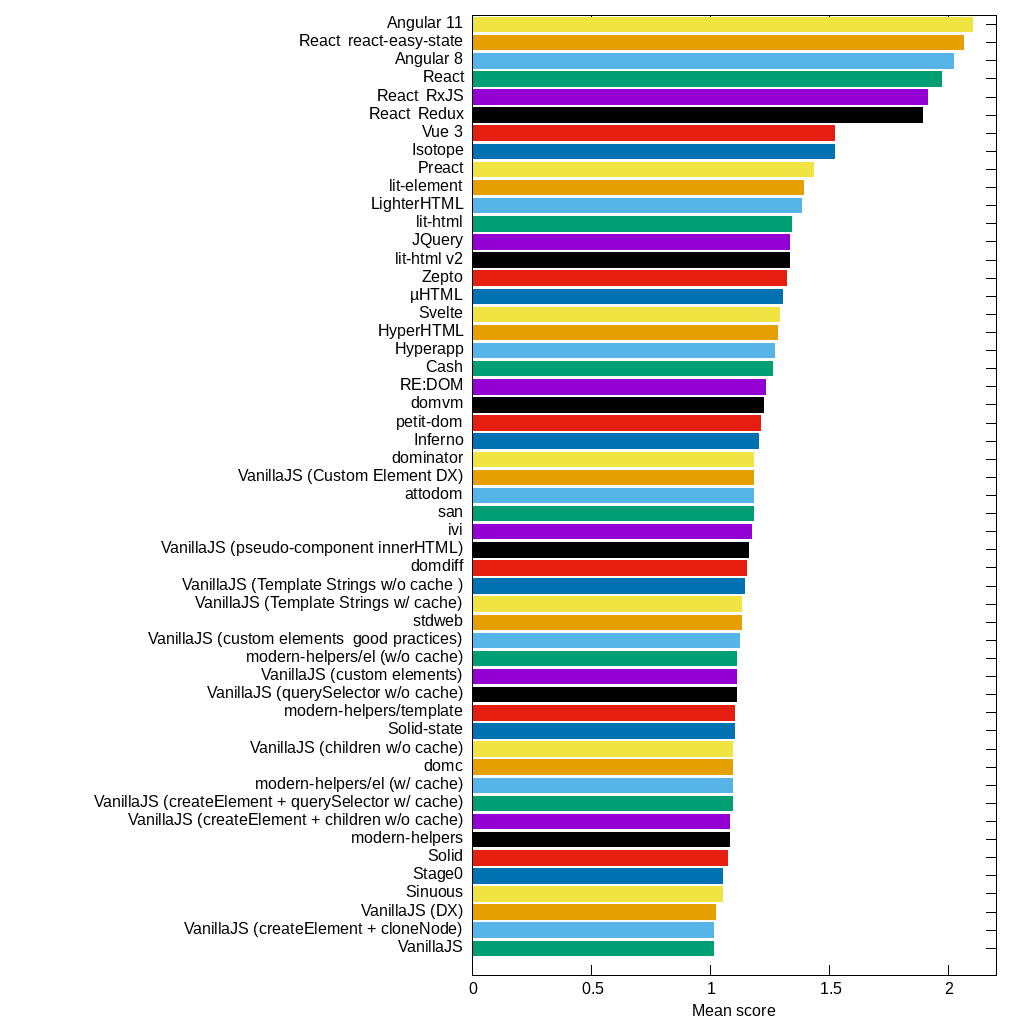 Angular 11
React  react-easy-state
Angular 8
React
React  RxJS
React  Redux
Vue 3
Isotope
Preact
lit-element
LighterHTML
lit-html
JQuery
lit-html v2
Zepto
µHTML
Svelte
HyperHTML
Hyperapp
Cash
RE:DOM
domvm
petit-dom
Inferno
dominator
VanillaJS (Custom Element DX)
attodom
san
ivi
VanillaJS (pseudo-component innerHTML)
domdiff
VanillaJS (Template Strings w/o cache )
VanillaJS (Template Strings w/ cache)
stdweb
VanillaJS (custom elements  good practices)
modern-helpers/el (w/o cache)
VanillaJS (custom elements)
VanillaJS (querySelector w/o cache)
modern-helpers/template
Solid-state
VanillaJS (children w/o cache)
domc
modern-helpers/el (w/ cache)
VanillaJS (createElement + querySelector w/ cache)
VanillaJS (createElement + children w/o cache)
modern-helpers
Solid
Stage0
Sinuous
VanillaJS (DX)
VanillaJS (createElement + cloneNode)
VanillaJS
0 0.5 1 1.5 2
Mean score